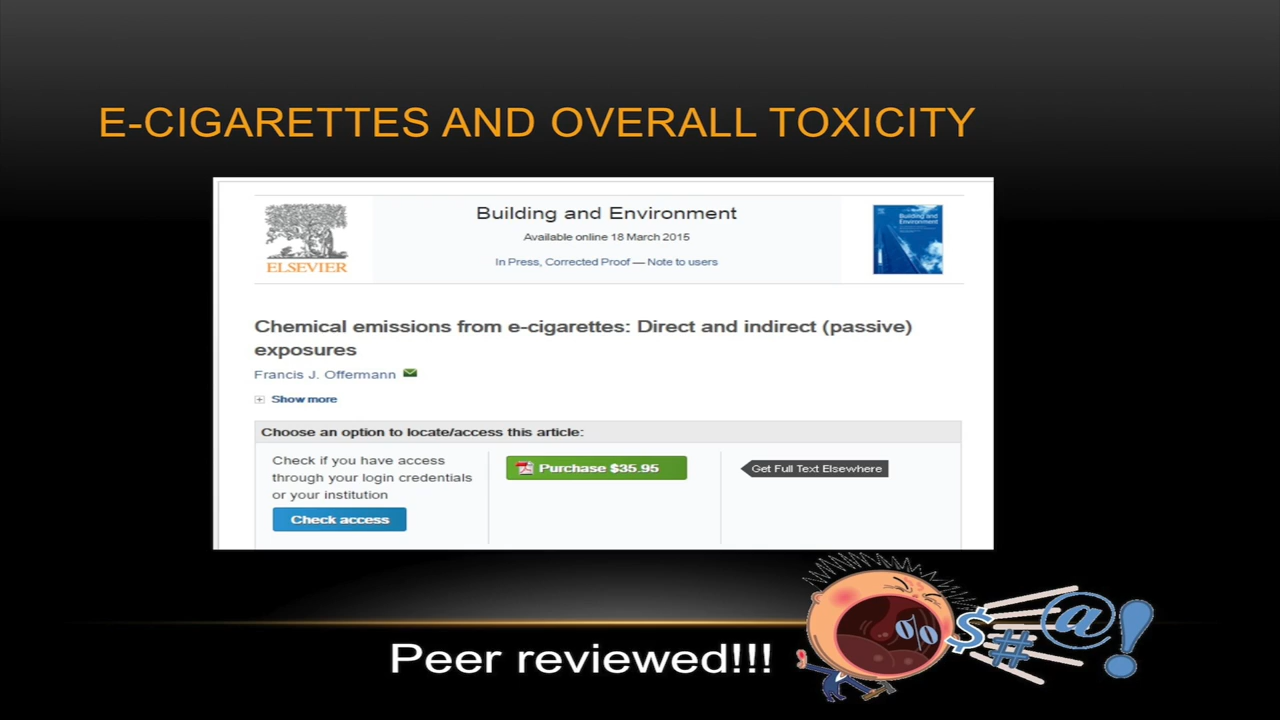 E-CIGARETTES AND OVERALL TOXICITY
ELSEVIER
Building and Environment
Available online 18 March 2015
In Press, Corrected Proof — Note to users
Building and
Environment
Chemical emissions from e-cigarettes: Direct and indirect (passive)
exposures
Francis J. Offermann
Show more
Choose an option to locate/access this article:
Check if you have access
through your login credentials
or your institution
Check access
Purchase $35.95
Get Full Text Elsewhere
Peer reviewed!!!
%$#@!